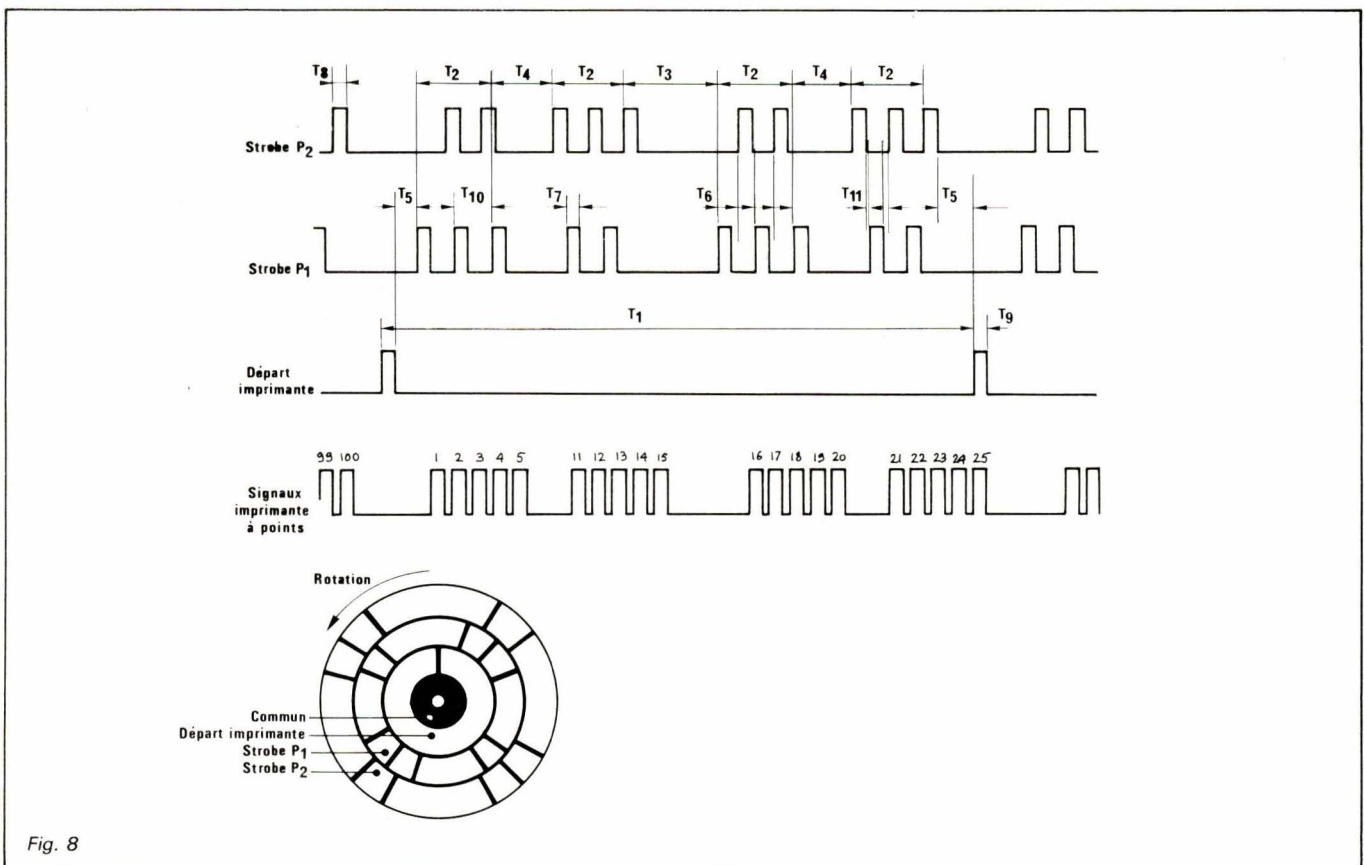 T8 T2 T4 T2 T3 T2 T4 T2
Strobe P2
T5 T10 T7 T6 T11 T5
Strobe P1
T1 T9
Départ
imprimante
99 100 1 2 3 4 5 11 12 13 14 15 16 17 18 19 20 21 22 23 24 25
Signaux
imprimante
à points
Rotation
Commun
Départ imprimante
Strobe P1
Strobe P2
Fig. 8